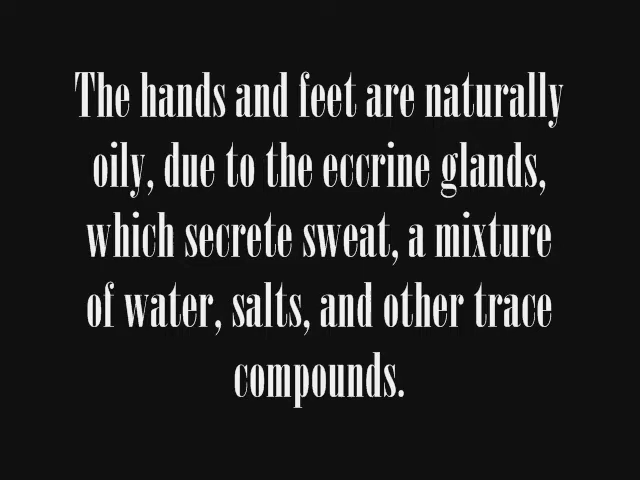 The hands and feet are naturally
oily, due to the eccrine glands,
which secrete sweat, a mixture
of water, salts, and other trace
compounds.